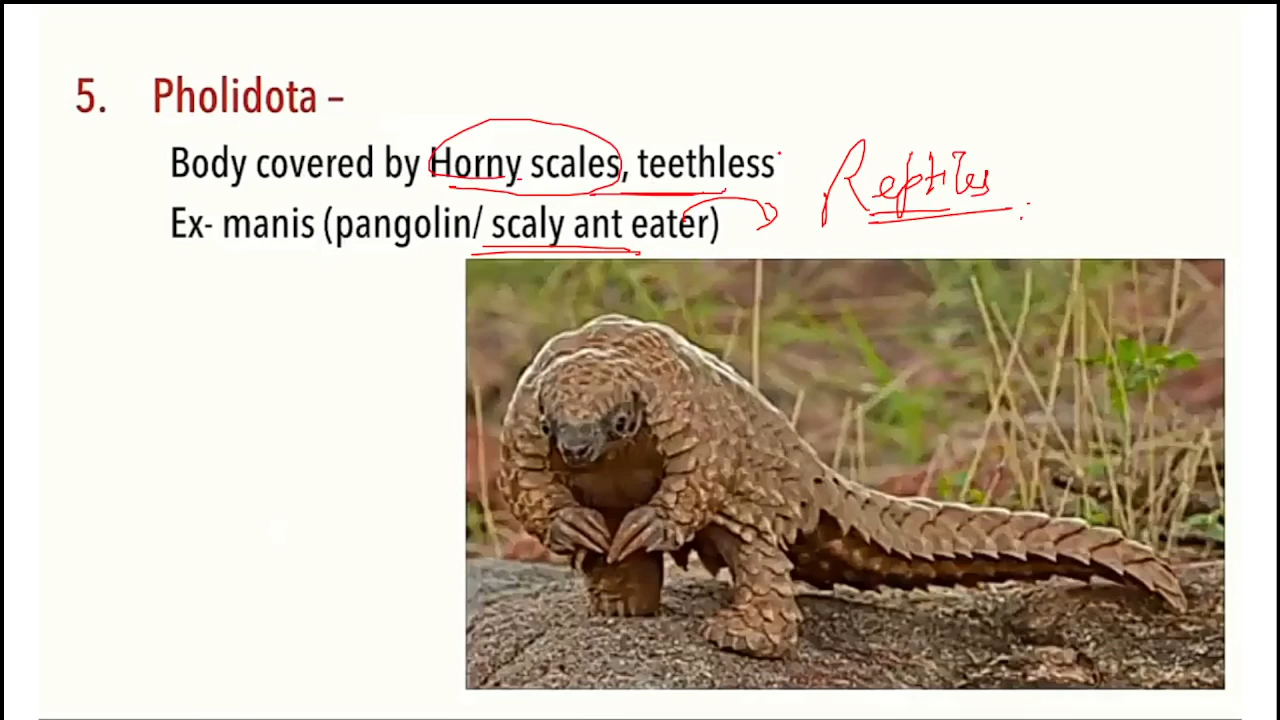 5. Pholidota –
Body covered by Horny scales, teethless
Reptiles
Ex- manis (pangolin/ scaly ant eater)